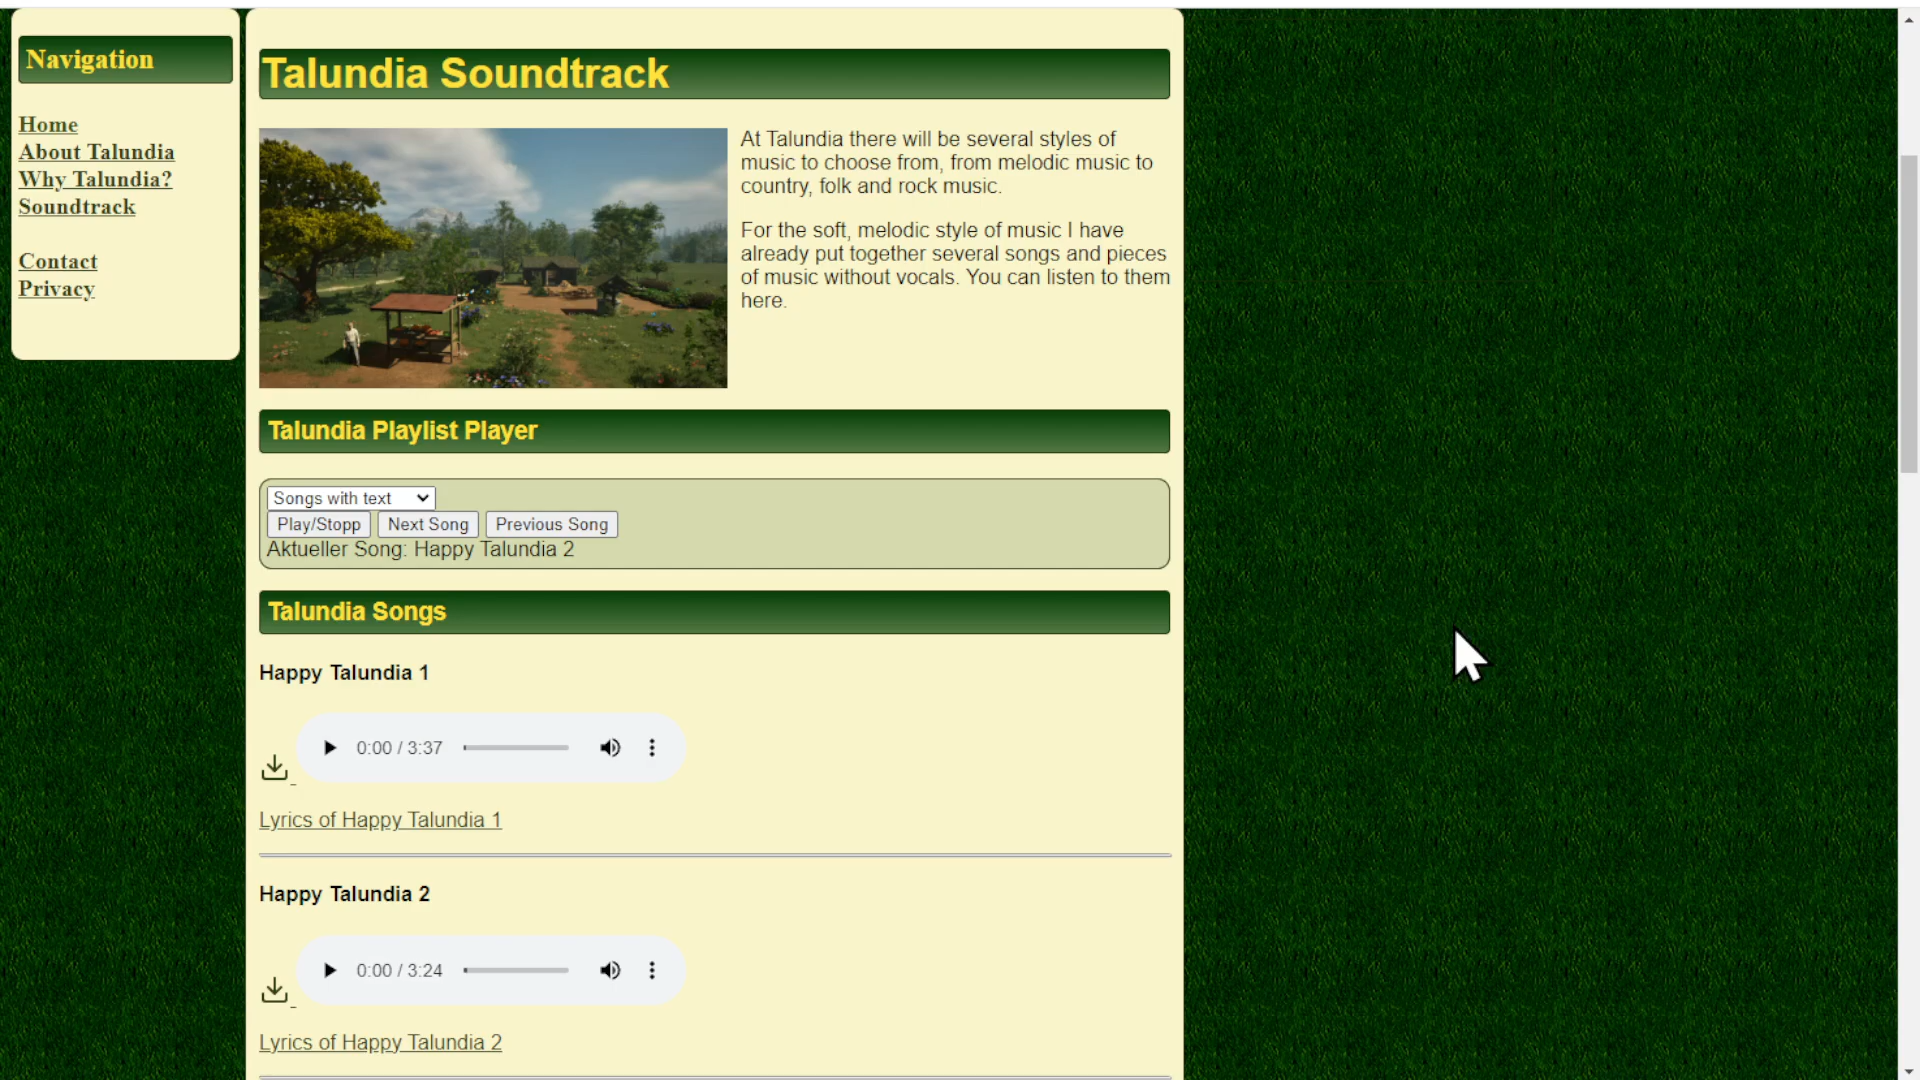 Navigation
Home
About Talundia
Why Talundia?
Soundtrack
Contact
Privacy
Talundia Soundtrack
At Talundia there will be several styles of
music to choose from, from melodic music to
country, folk and rock music.
For the soft, melodic style of music I have
already put together several songs and pieces
of music without vocals. You can listen to them
here.
Talundia Playlist Player
Songs with text
Play/Stopp Next Song Previous Song
Aktueller Song: Happy Talundia 2
Talundia Songs
Happy Talundia 1
0:00 / 3:37
Lyrics of Happy Talundia 1
Happy Talundia 2
0:00 / 3:24
Lyrics of Happy Talundia 2